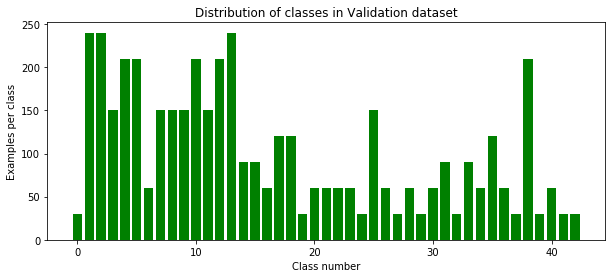 Distribution of classes in Validation dataset
250
200
150
100
50
0
Examples per class
0 10 20 30 40
Class number